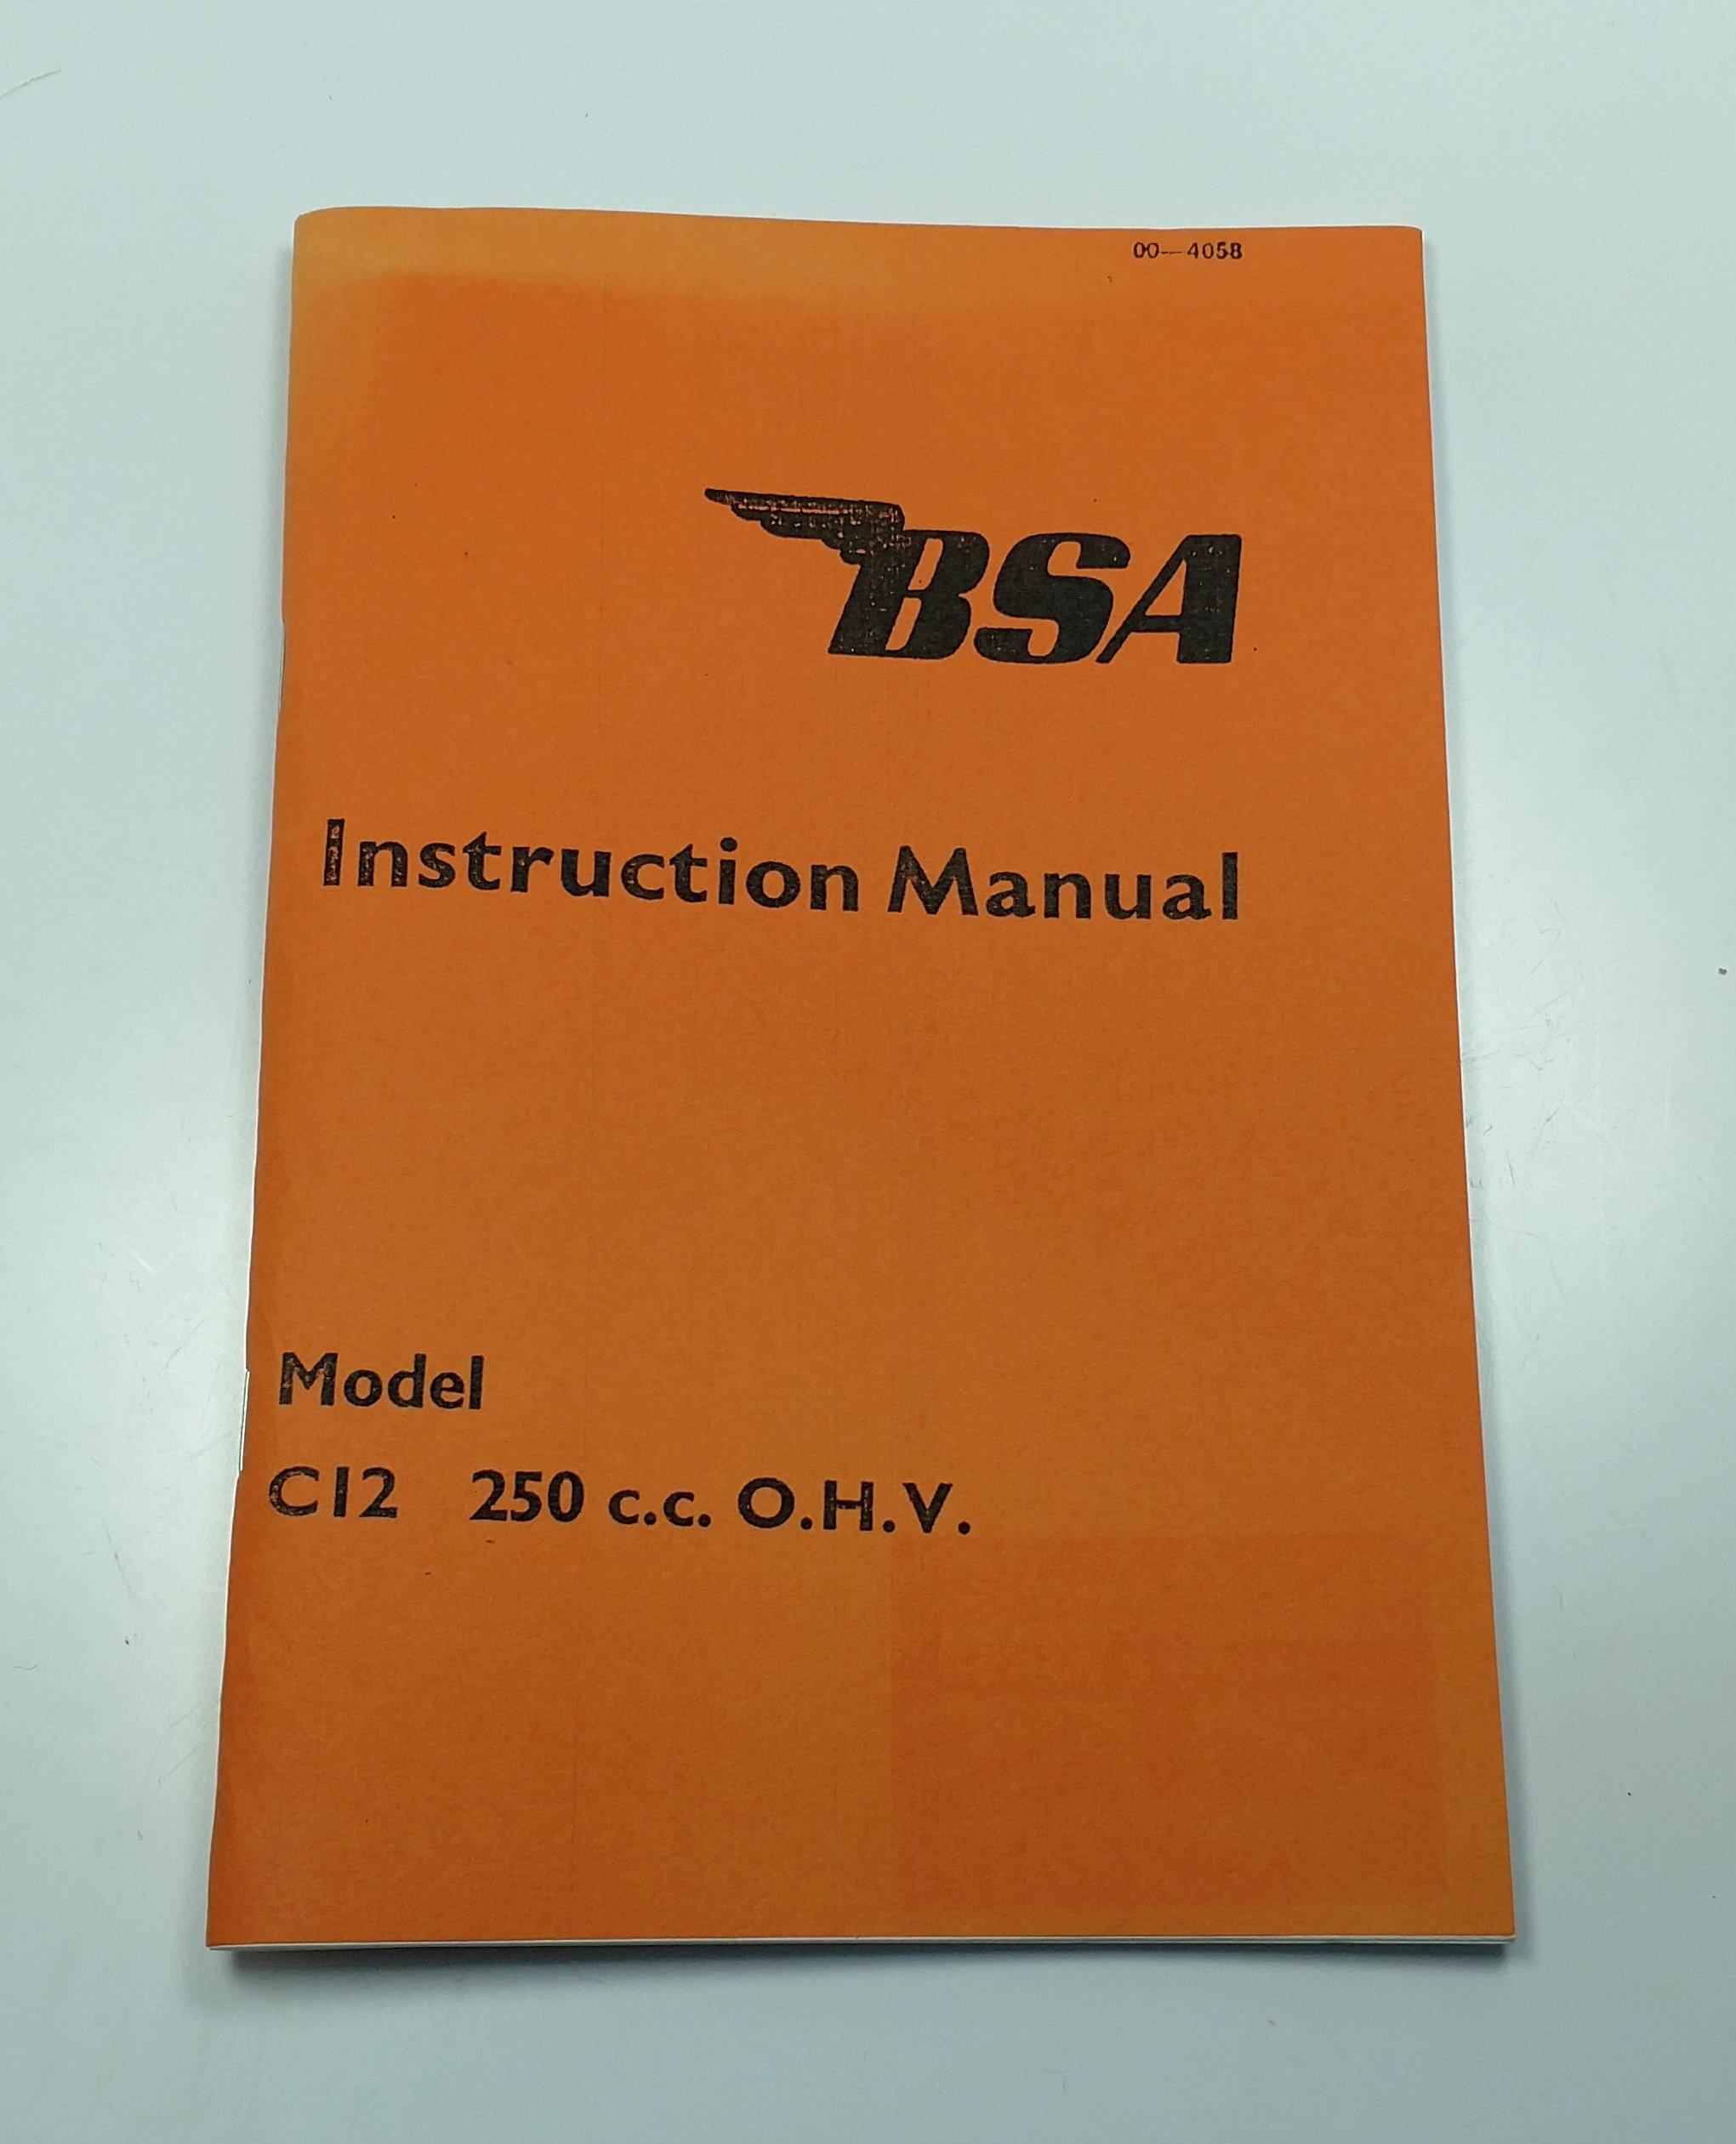 00—4058
BSA
Instruction Manual
Model
C12 250 c.c. O.H.V.